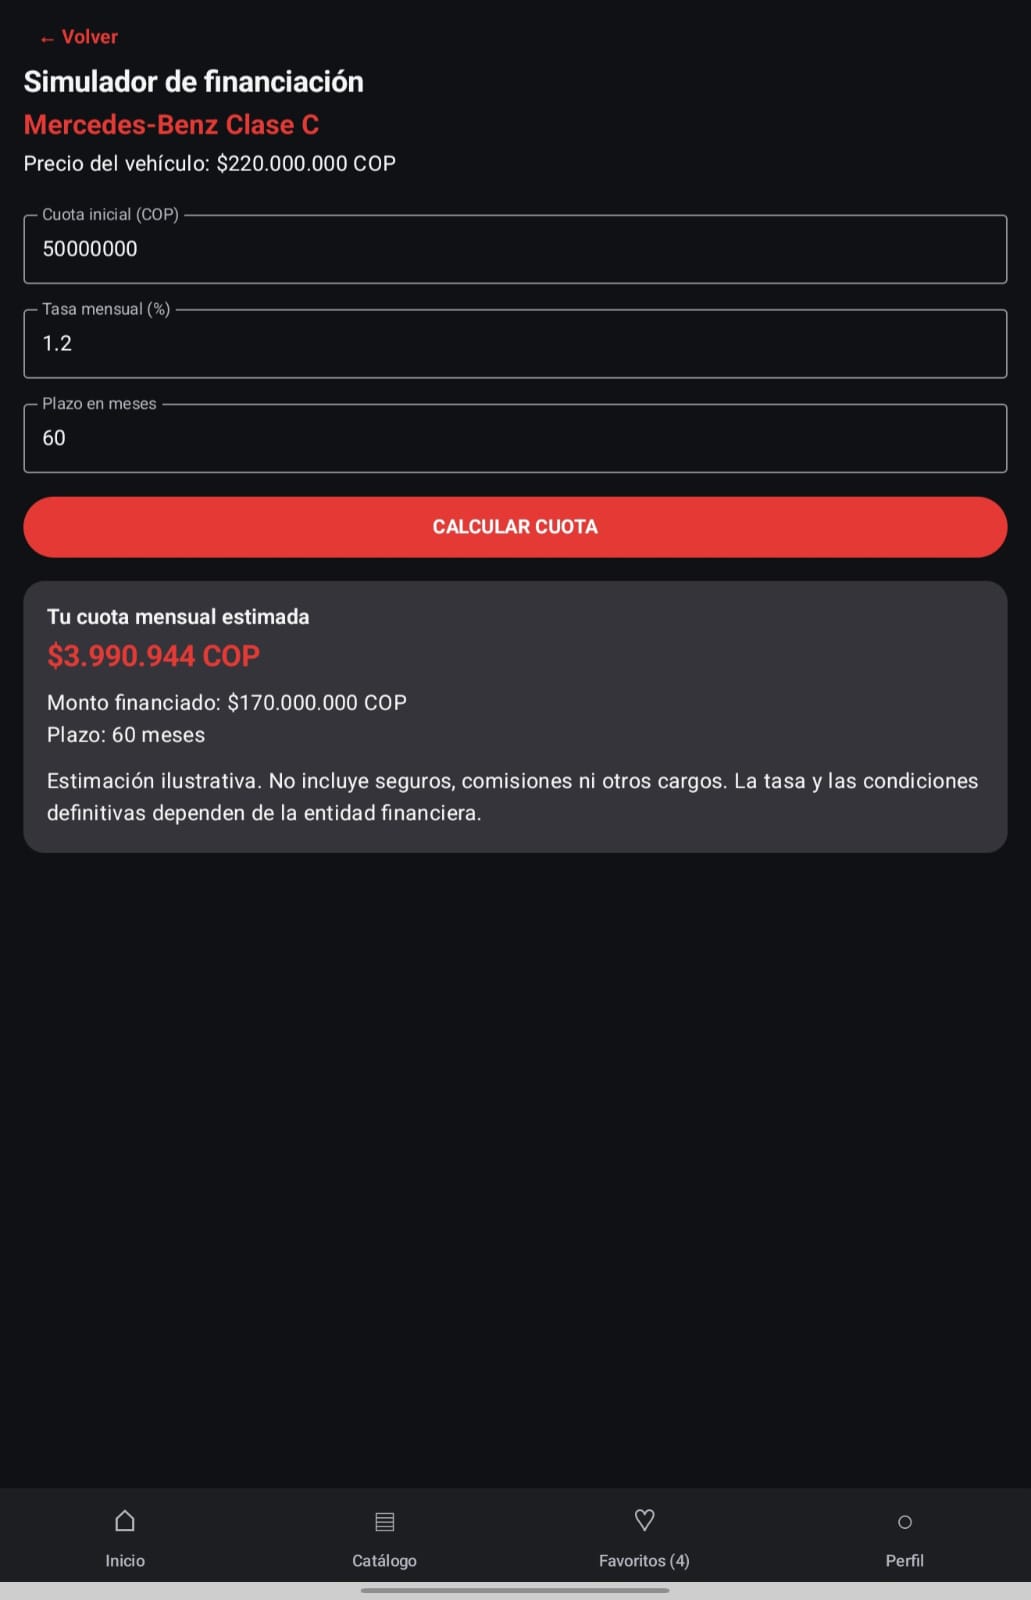 ← Volver
Simulador de financiación
Mercedes-Benz Clase C
Precio del vehículo: $220.000.000 COP
Cuota inicial (COP)
50000000
Tasa mensual (%)
1.2
Plazo en meses
60
CALCULAR CUOTA
Tu cuota mensual estimada
$3.990.944 COP
Monto financiado: $170.000.000 COP
Plazo: 60 meses
Estimación ilustrativa. No incluye seguros, comisiones ni otros cargos. La tasa y las condiciones
definitivas dependen de la entidad financiera.
Inicio
Catálogo
Favoritos (4)
Perfil